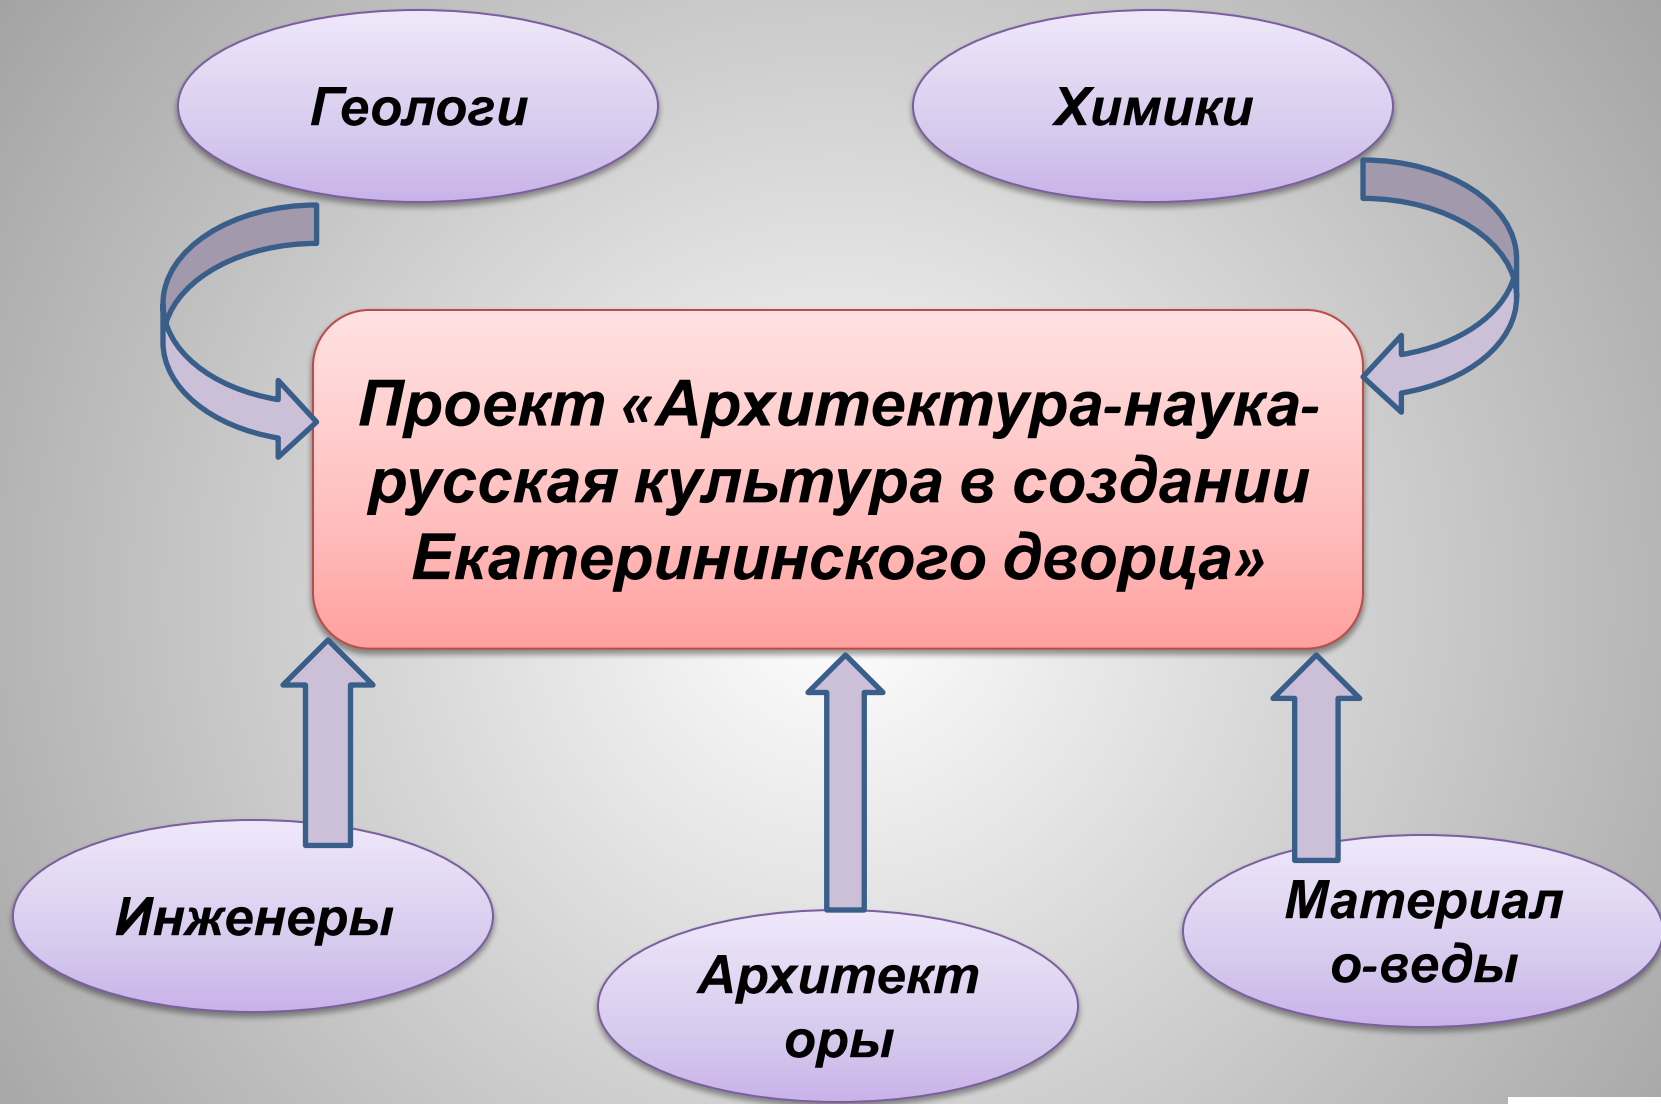 Геологи
Химики
Проект «Архитектура-наука-
русская культура в создании
Екатерининского дворца»
Инженеры
Архитект
оры
Материал
о-веды